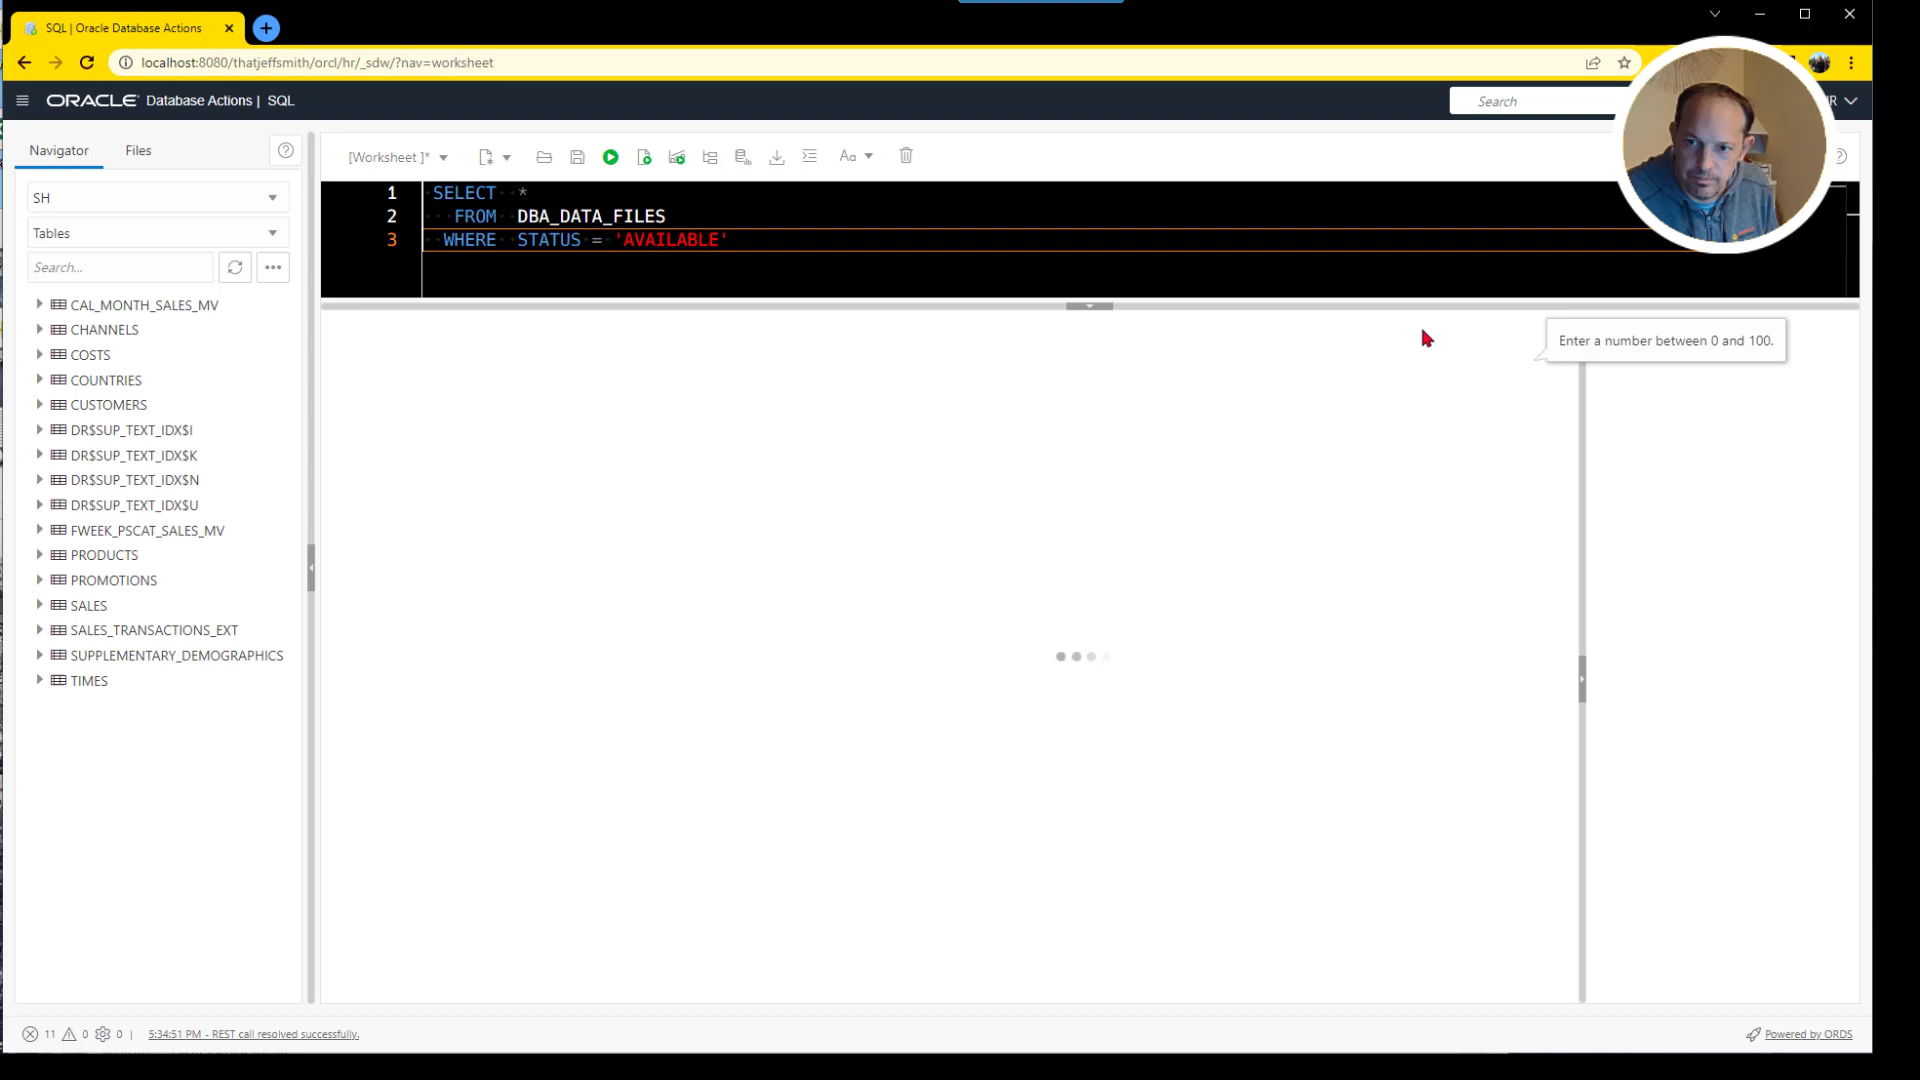 SQL | Oracle Database Actions
localhost:8080/thatjeffsmith/orcl/hr/_sdw/?nav=worksheet
ORACLE Database Actions | SQL
Search
Navigator
Files
[Worksheet ]*
Aa
SH
Tables
Search...
1 SELECT *
2 FROM DBA_DATA_FILES
3 WHERE STATUS = 'AVAILABLE'
Enter a number between 0 and 100.
CAL_MONTH_SALES_MV
CHANNELS
COSTS
COUNTRIES
CUSTOMERS
DR$SUP_TEXT_IDX$I
DR$SUP_TEXT_IDX$K
DR$SUP_TEXT_IDX$N
DR$SUP_TEXT_IDX$U
FWEEK_PSCAT_SALES_MV
PRODUCTS
PROMOTIONS
SALES
SALES_TRANSACTIONS_EXT
SUPPLEMENTARY_DEMOGRAPHICS
TIMES
11 0 0 | 5:34:51 PM - REST call resolved successfully.
Powered by ORDS